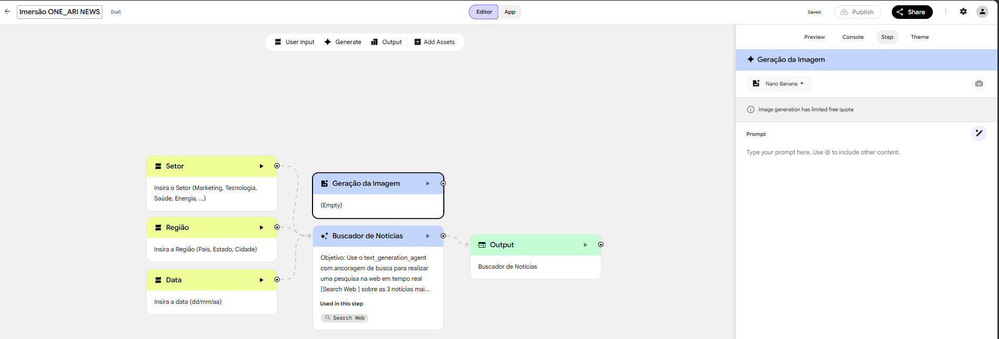 Imersão ONE_ARI NEWS
Draft
Editor
App
Saved
Publish
Share
User Input
Generate
Output
Add Assets
Preview
Console
Step
Theme
Geração da Imagem
Nano Banana
Image generation has limited free quota
Prompt
Type your prompt here. Use @ to include other content.
Setor
Insira o Setor (Marketing, Tecnologia,
Saúde, Energia, ...)
Região
Insira a Região (País, Estado, Cidade)
Data
Insira a data (dd/mm/aa)
Geração da Imagem
(Empty)
Buscador de Notícias
Objetivo: Use o text_generation_agent
com ancoragem de busca para realizar
uma pesquisa na web em tempo real
[Search Web ] sobre as 3 notícias mai...
Used in this step
Search Web
Output
Buscador de Notícias